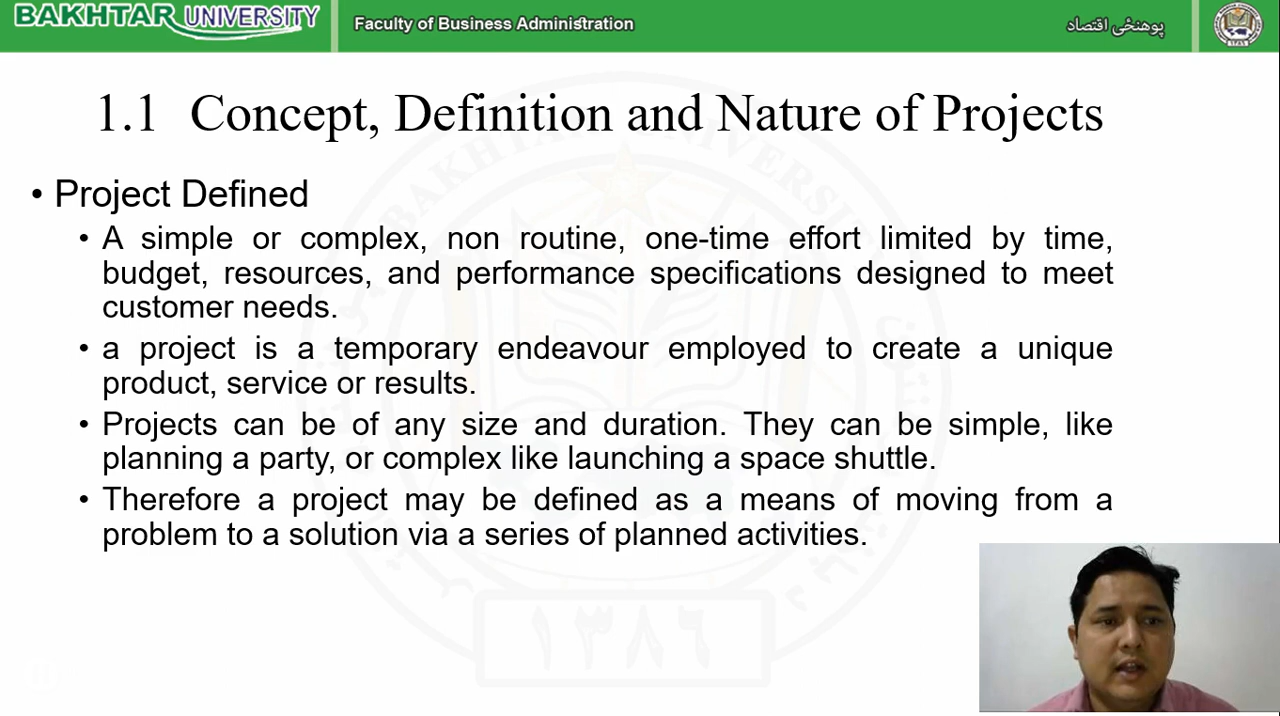 BAKHTAR UNIVERSITY
Faculty of Business Administration
پوهنځی اقتصاد
1.1 Concept, Definition and Nature of Projects
• Project Defined
• A simple or complex, non routine, one-time effort limited by time,
budget, resources, and performance specifications designed to meet
customer needs.
• a project is a temporary endeavour employed to create a unique
product, service or results.
• Projects can be of any size and duration. They can be simple, like
planning a party, or complex like launching a space shuttle.
• Therefore a project may be defined as a means of moving from a
problem to a solution via a series of planned activities.
BAKHTAR UNIVERSITY
١٣٨٦